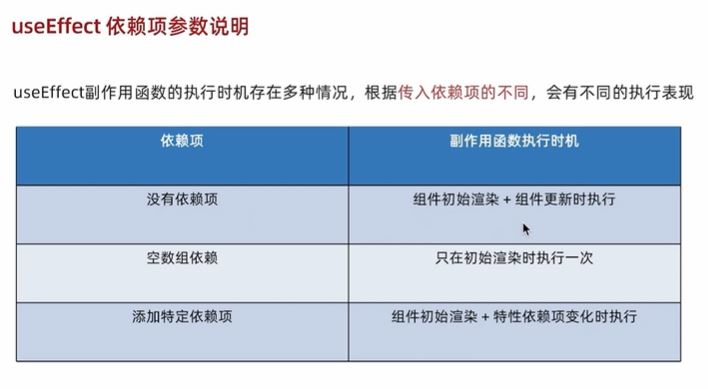 useEffect 依赖项参数说明
useEffect副作用函数的执行时机存在多种情况，根据传入依赖项的不同，会有不同的执行表现
依赖项 副作用函数执行时机
没有依赖项 组件初始渲染 + 组件更新时执行
空数组依赖 只在初始渲染时执行一次
添加特定依赖项 组件初始渲染 + 特性依赖项变化时执行